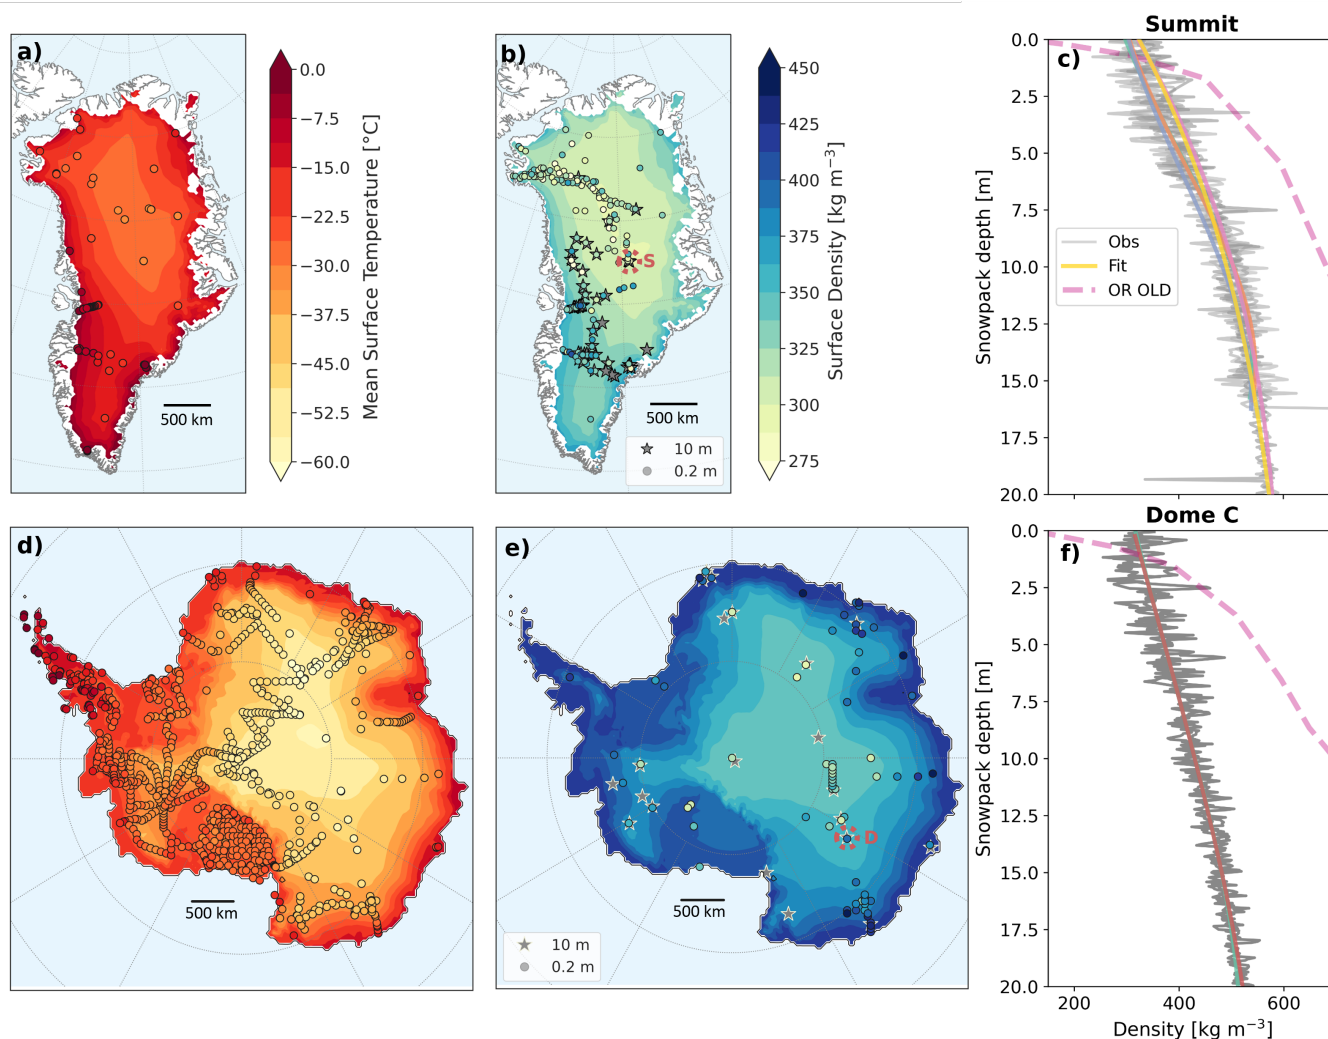 a)
0.0
−7.5
−15.0
−22.5
−30.0
−37.5
−45.0
−52.5
−60.0
Mean Surface Temperature [°C]
500 km
b)
S
500 km
10 m
0.2 m
450
425
400
375
350
325
300
275
Surface Density [kg m−3]
Summit
c)
0.0
2.5
5.0
7.5
10.0
12.5
15.0
17.5
20.0
Snowpack depth [m]
Obs
Fit
OR OLD
d)
500 km
e)
D
500 km
10 m
0.2 m
Dome C
f)
0.0
2.5
5.0
7.5
10.0
12.5
15.0
17.5
20.0
Snowpack depth [m]
200 400 600
Density [kg m−3]